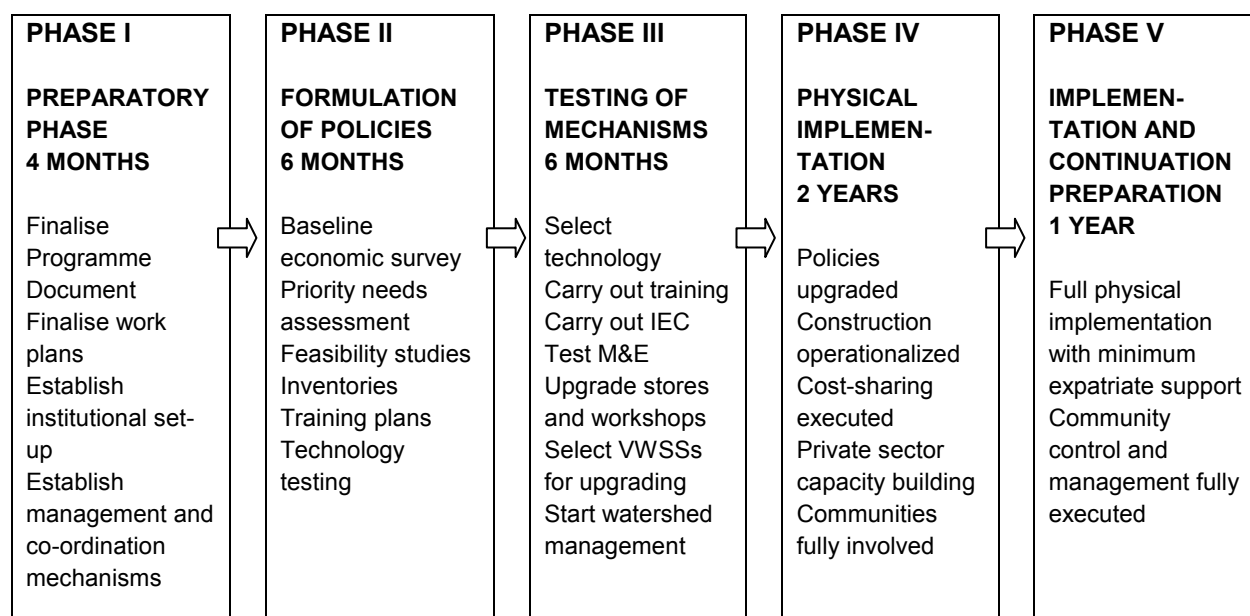 PHASE I
PREPARATORY
PHASE
4 MONTHS
Finalise
Programme
Document
Finalise work
plans
Establish
institutional set-
up
Establish
management and
co-ordination
mechanisms
PHASE II
FORMULATION
OF POLICIES
6 MONTHS
Baseline
economic survey
Priority needs
assessment
Feasibility studies
Inventories
Training plans
Technology
testing
PHASE III
TESTING OF
MECHANISMS
6 MONTHS
Select
technology
Carry out training
Carry out IEC
Test M&E
Upgrade stores
and workshops
Select VWSSs
for upgrading
Start watershed
management
PHASE IV
PHYSICAL
IMPLEMEN-
TATION
2 YEARS
Policies
upgraded
Construction
operationalized
Cost-sharing
executed
Private sector
capacity building
Communities
fully involved
PHASE V
IMPLEMEN-
TATION AND
CONTINUATION
PREPARATION
1 YEAR
Full physical
implementation
with minimum
expatriate support
Community
control and
management fully
executed